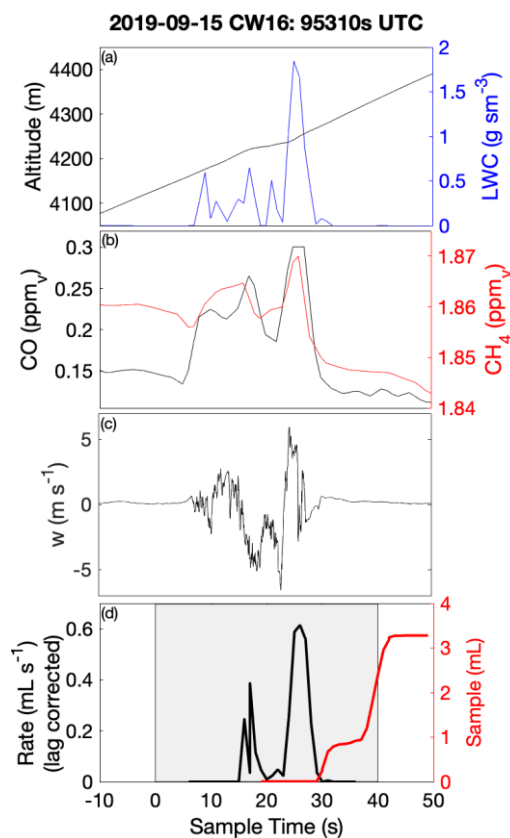 2019-09-15 CW16: 95310s UTC
(a)
4400
4300
4200
4100
Altitude (m)
2
1.5
1
0.5
0
LWC (g sm⁻³)
(b)
0.3
0.25
0.2
0.15
CO (ppmᵥ)
1.87
1.86
1.85
1.84
CH₄ (ppmᵥ)
(c)
5
0
-5
w (m s⁻¹)
(d)
0.6
0.4
0.2
0
Rate (mL s⁻¹)
(lag corrected)
4
3
2
1
0
Sample (mL)
-10 0 10 20 30 40 50
Sample Time (s)